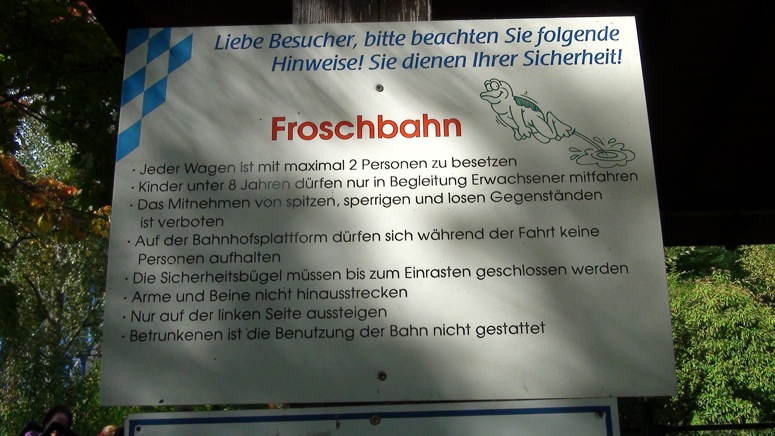 Liebe Besucher, bitte beachten Sie folgende
Hinweise! Sie dienen Ihrer Sicherheit!
Froschbahn
· Jeder Wagen ist mit maximal 2 Personen zu besetzen
· Kinder unter 8 Jahren dürfen nur in Begleitung Erwachsener mitfahren
· Das Mitnehmen von spitzen, sperrigen und losen Gegenständen
ist verboten
· Auf der Bahnhofsplattform dürfen sich während der Fahrt keine
Personen aufhalten
· Die Sicherheitsbügel müssen bis zum Einrasten geschlossen werden
· Arme und Beine nicht hinausstrecken
· Nur auf der linken Seite aussteigen
· Betrunkenen ist die Benutzung der Bahn nicht gestattet